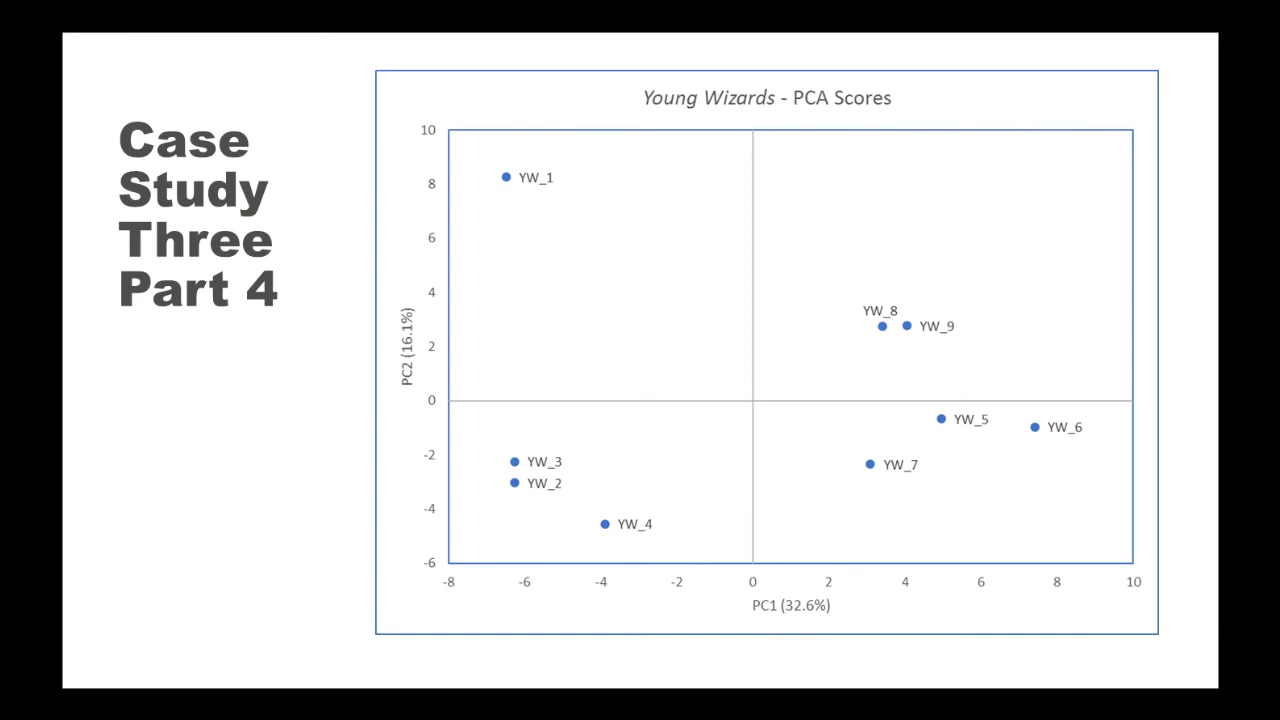 Case
Study
Three
Part 4
Young Wizards - PCA Scores
10
8
6
4
2
0
-2
-4
-6
PC2 (16.1%)
YW_1
YW_8
YW_9
YW_5
YW_6
YW_7
YW_3
YW_2
YW_4
-8 -6 -4 -2 0 2 4 6 8 10
PC1 (32.6%)